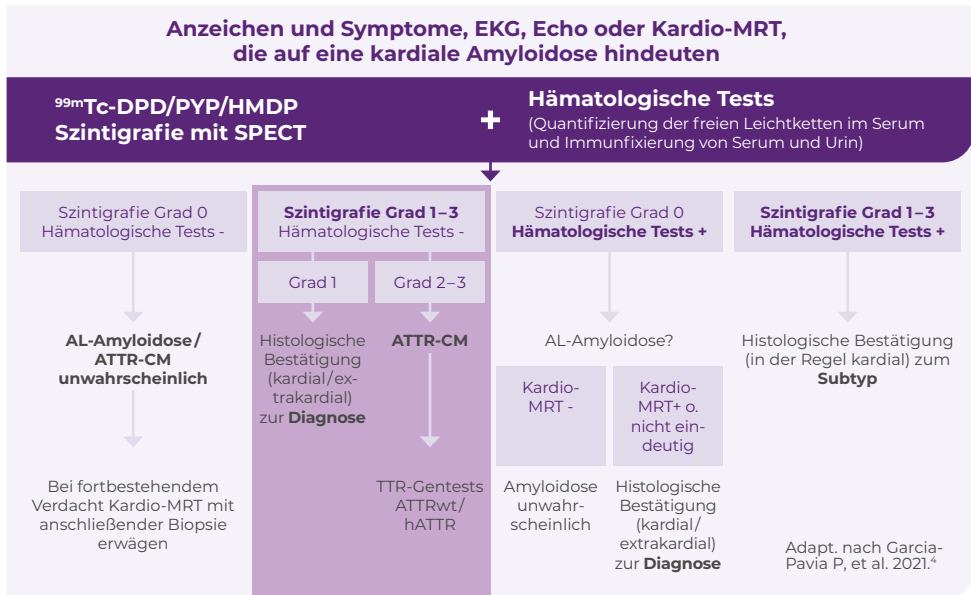 Anzeichen und Symptome, EKG, Echo oder Kardio-MRT,
die auf eine kardiale Amyloidose hindeuten
99mTc-DPD/PYP/HMDP
Szintigrafie mit SPECT
+
Hämatologische Tests
(Quantifizierung der freien Leichtketten im Serum
und Immunfixierung von Serum und Urin)
Szintigrafie Grad 0
Hämatologische Tests -
AL-Amyloidose/
ATTR-CM
unwahrscheinlich
Bei fortbestehendem
Verdacht Kardio-MRT mit
anschließender Biopsie
erwägen
Szintigrafie Grad 1–3
Hämatologische Tests -
Grad 1
Histologische
Bestätigung
(kardial/ex-
trakardial)
zur Diagnose
Grad 2–3
ATTR-CM
TTR-Gentests
ATTRwt/
hATTR
Szintigrafie Grad 0
Hämatologische Tests +
AL-Amyloidose?
Kardio-
MRT -
Amyloidose
unwahr-
scheinlich
Kardio-
MRT+ o.
nicht ein-
deutig
Histologische
Bestätigung
(kardial/
extrakardial)
zur Diagnose
Szintigrafie Grad 1–3
Hämatologische Tests +
Histologische Bestätigung
(in der Regel kardial) zum
Subtyp
Adapt. nach Garcia-
Pavia P, et al 2021.⁴